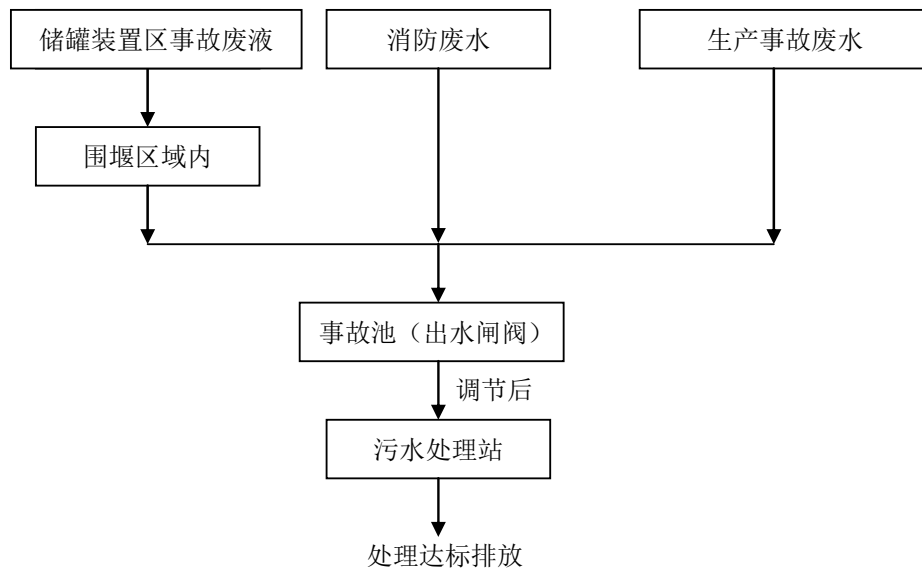 储罐装置区事故废液
消防废水
生产事故废水
围堰区域内
事故池（出水闸阀）
调节后
污水处理站
处理达标排放